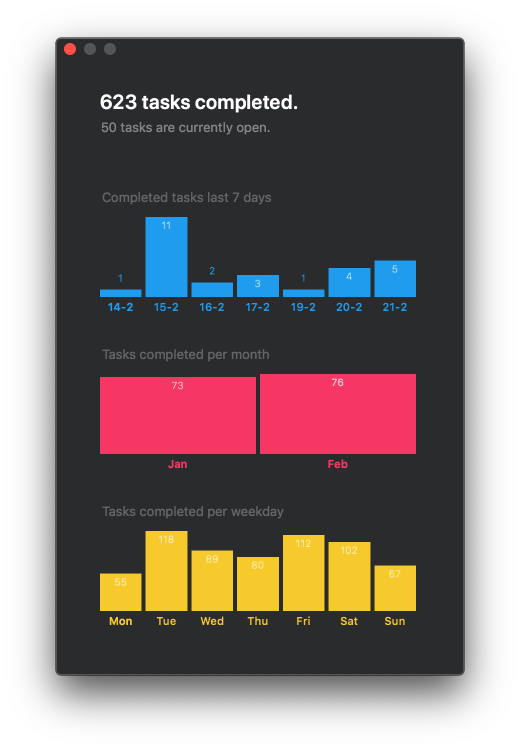 623 tasks completed.
50 tasks are currently open.
Completed tasks last 7 days
1 11 2 3 1 4 5
14-2 15-2 16-2 17-2 19-2 20-2 21-2
Tasks completed per month
73 76
Jan Feb
Tasks completed per weekday
55 118 89 80 112 102 67
Mon Tue Wed Thu Fri Sat Sun